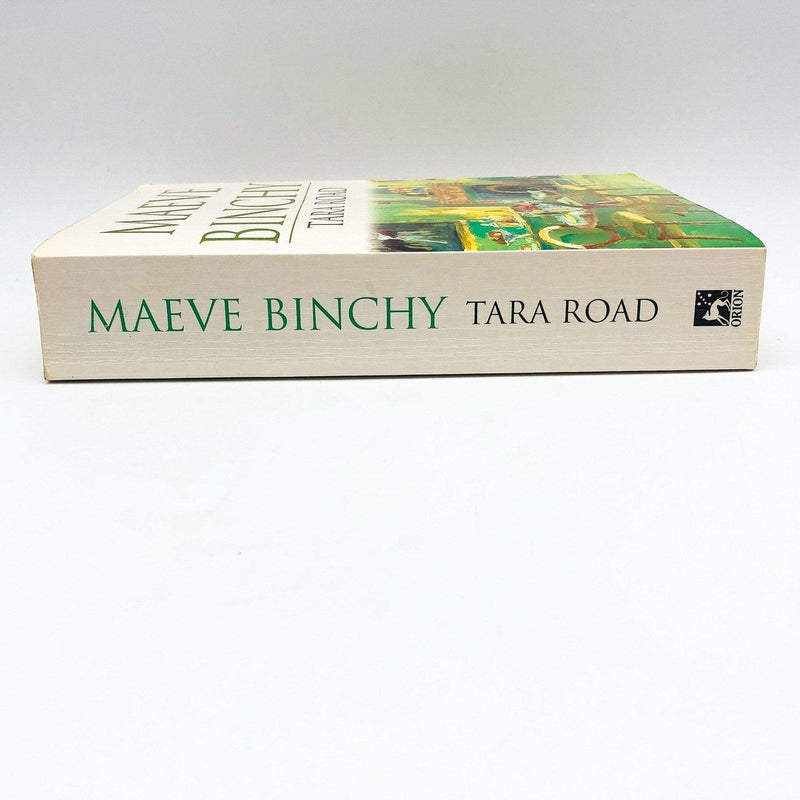 MAEVE
BINCHY
TARA ROAD
MAEVE BINCHY TARA ROAD ORION